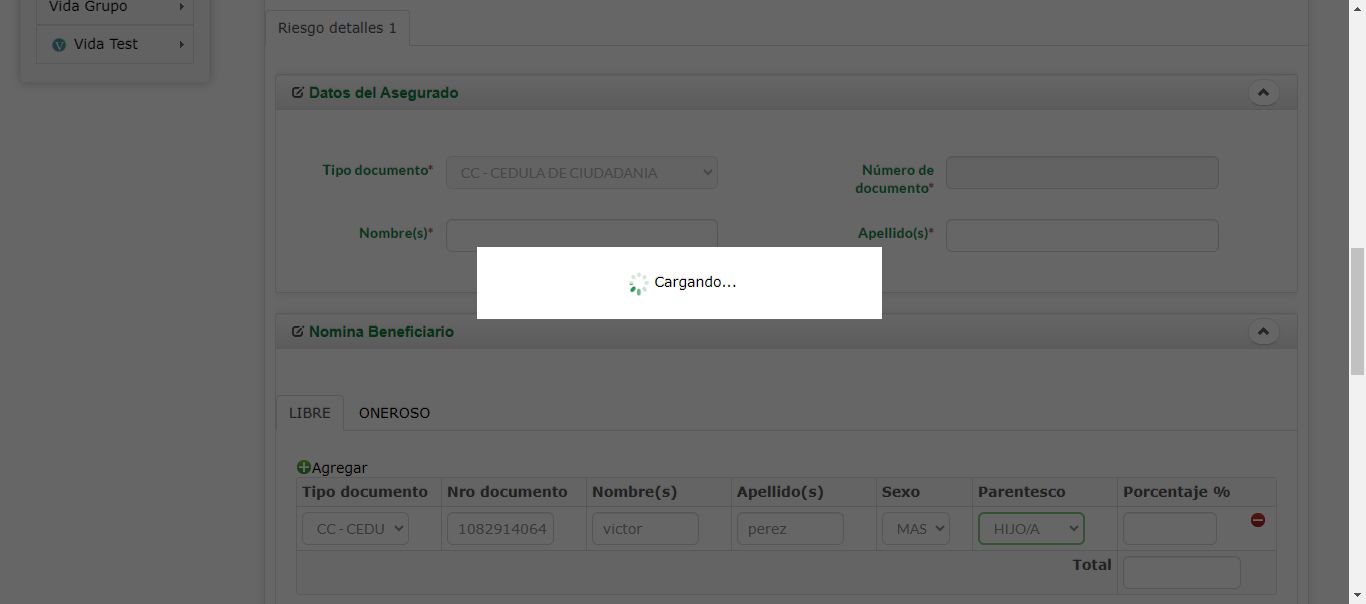 Vida Grupo
Vida Test
Riesgo detalles 1
Datos del Asegurado
Tipo documento* CC - CEDULA DE CIUDADANIA Número de documento*
Nombre(s)* Apellido(s)*
Cargando...
Nomina Beneficiario
LIBRE ONEROSO
Agregar
Tipo documento Nro documento Nombre(s) Apellido(s) Sexo Parentesco Porcentaje %
CC - CEDU 1082914064 victor perez MAS HIJO/A
Total